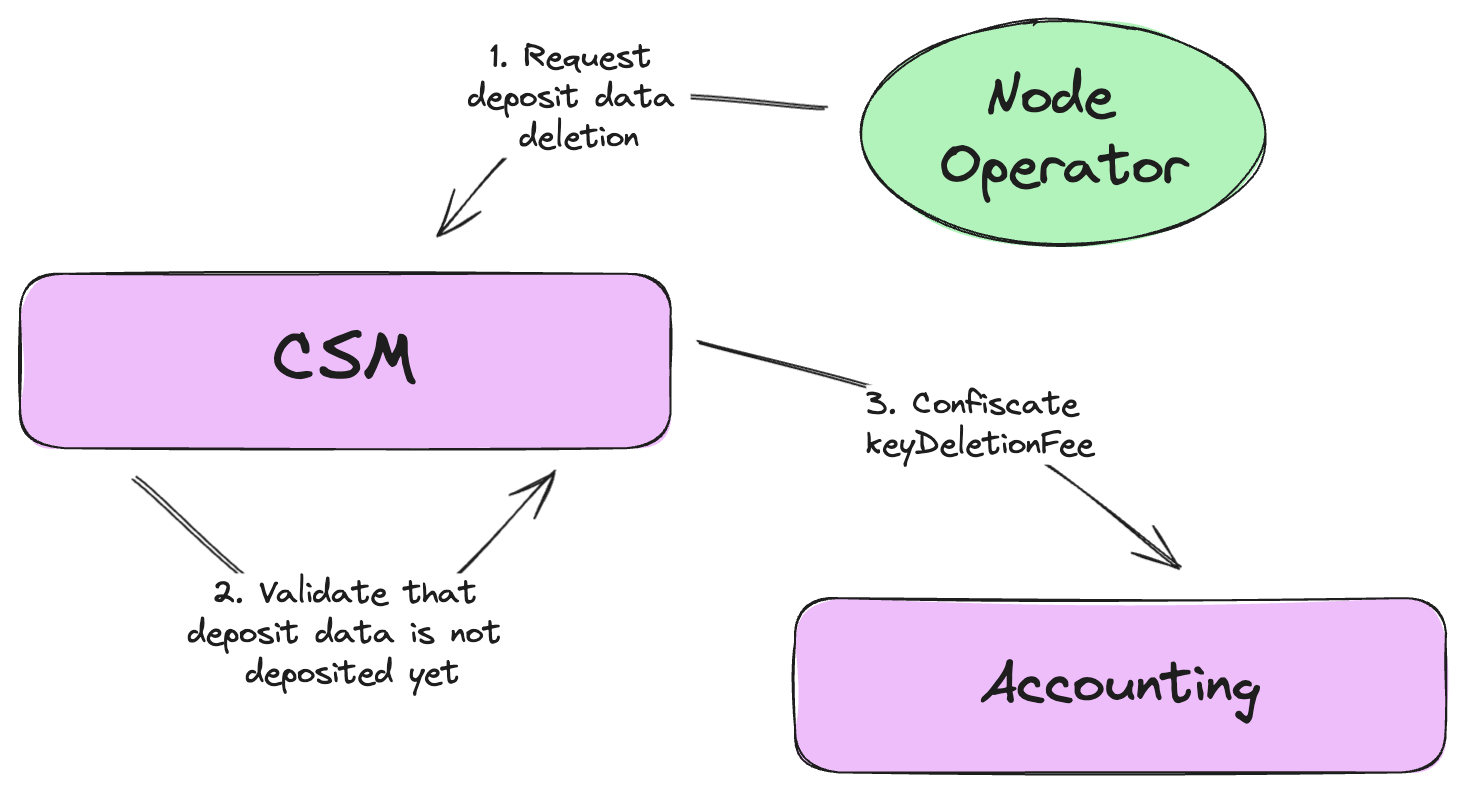 1. Request
deposit data
deletion
Node
Operator
CSM
3. Confiscate
keyDeletionFee
2. Validate that
deposit data is not
deposited yet
Accounting